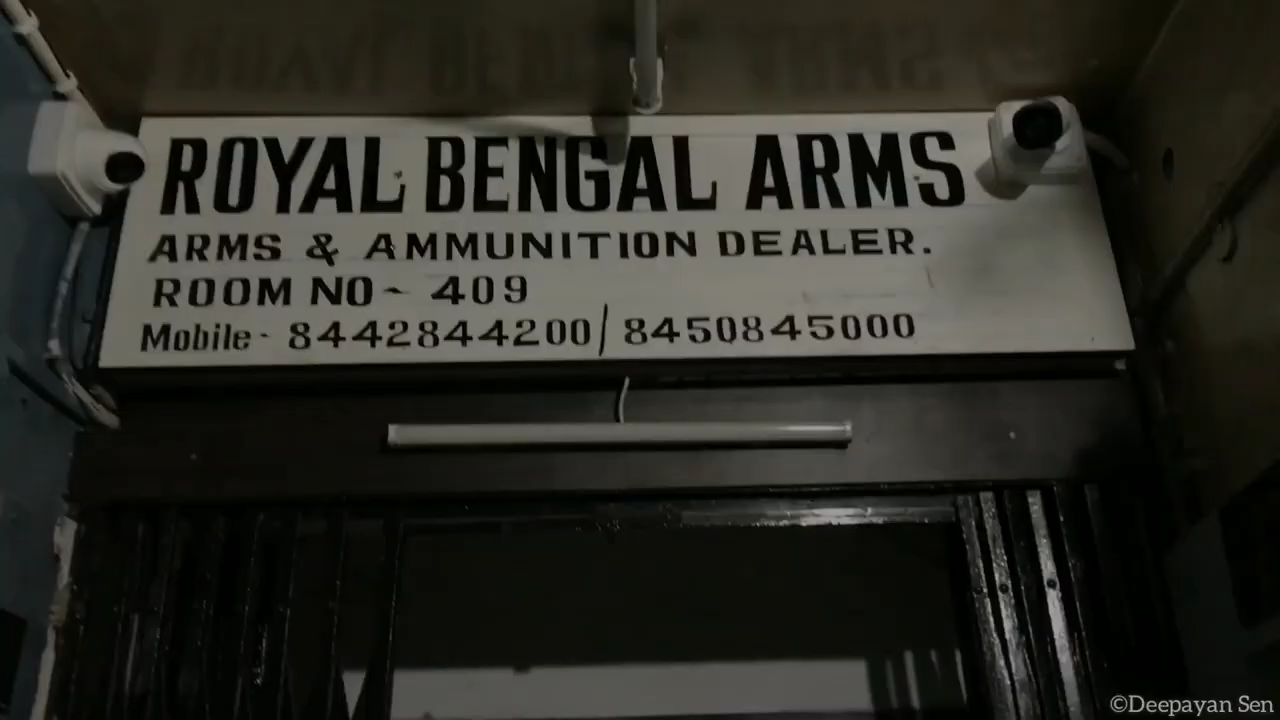 ROYAL BENGAL ARMS
ARMS & AMMUNITION DEALER.
ROOM NO - 409
Mobile - 8442844200/8450845000
©Deepayan Sen